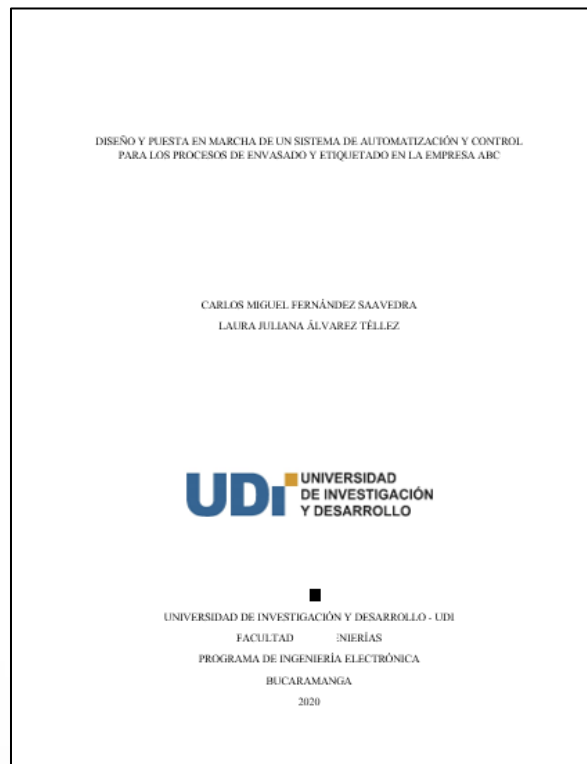 DISEÑO Y PUESTA EN MARCHA DE UN SISTEMA DE AUTOMATIZACIÓN Y CONTROL
PARA LOS PROCESOS DE ENVASADO Y ETIQUETADO EN LA EMPRESA ABC
CARLOS MIGUEL FERNÁNDEZ SAAVEDRA
LAURA JULIANA ÁLVAREZ TÉLLEZ
UDI UNIVERSIDAD
DE INVESTIGACIÓN
Y DESARROLLO
UNIVERSIDAD DE INVESTIGACIÓN Y DESARROLLO - UDI
FACULTAD
PROGRAMA DE INGENIERÍA ELECTRÓNICA
BUCARAMANGA
2020